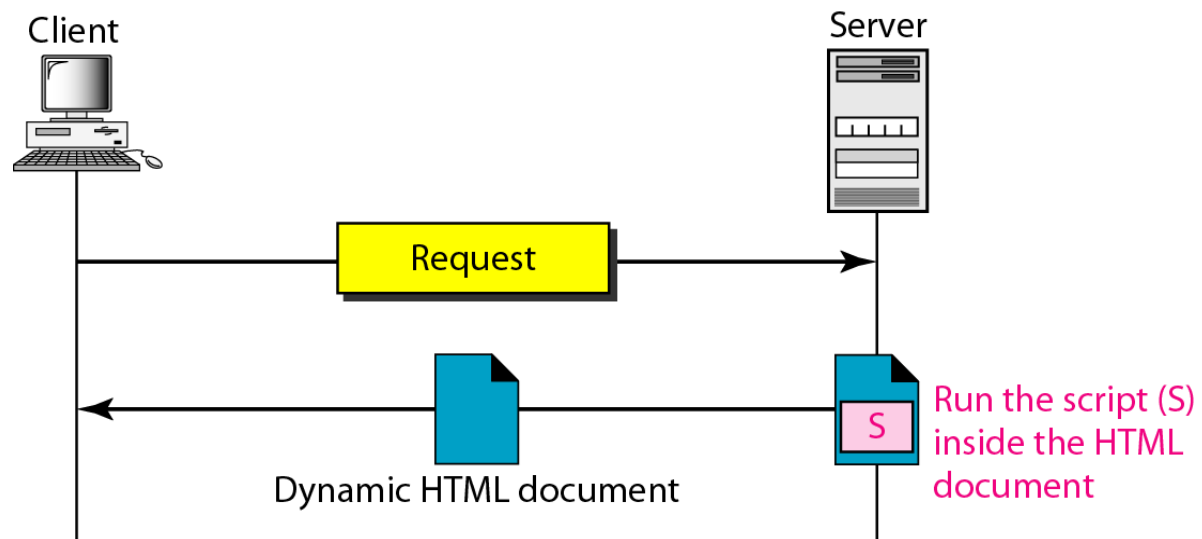 Client
Server
Request
S
Run the script (S)
inside the HTML
document
Dynamic HTML document